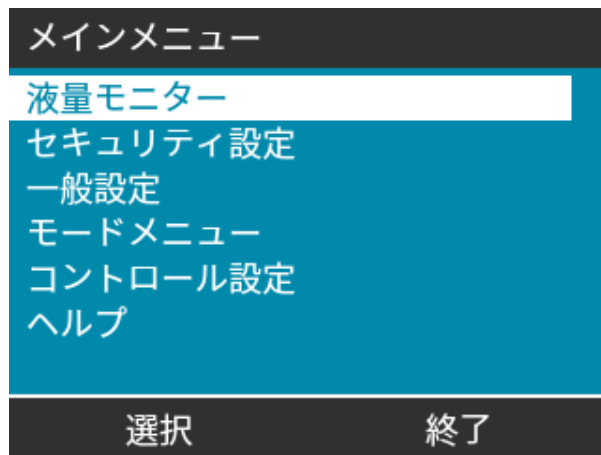 メインメニュー
液量モニター
セキュリティ設定
一般設定
モードメニュー
コントロール設定
ヘルプ
選択 終了